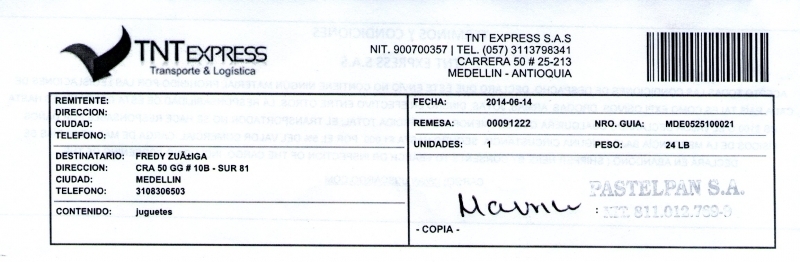 TNT EXPRESS
Transporte & Logística
TNT EXPRESS S.A.S
NIT. 900700357 | TEL. (057) 3113798341
CARRERA 50 # 25-213
MEDELLIN - ANTIOQUIA
REMITENTE:
DIRECCION:
CIUDAD:
TELEFONO:
DESTINATARIO: FREDY ZUÃ±IGA
DIRECCION: CRA 50 GG # 10B - SUR 81
CIUDAD: MEDELLIN
TELEFONO: 3108306503
CONTENIDO: juguetes
FECHA: 2014-06-14
REMESA: 00091222 NRO. GUIA: MDE0525100021
UNIDADES: 1 PESO: 24 LB
PASTELPAN S.A.
: NIT. 811.012.799-0
- COPIA -